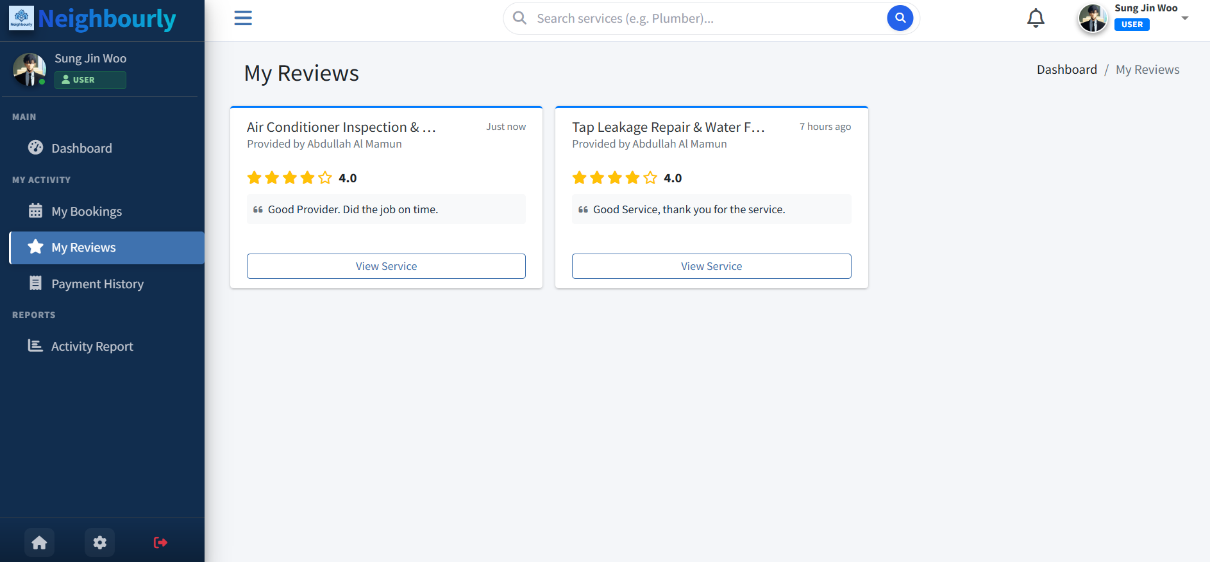 Neighbourly
Search services (e.g. Plumber)...
Sung Jin Woo
USER
Sung Jin Woo
USER
MAIN
Dashboard
MY ACTIVITY
My Bookings
My Reviews
Payment History
REPORTS
Activity Report
My Reviews
Dashboard / My Reviews
Air Conditioner Inspection & ...
Just now
Provided by Abdullah Al Mamun
4.0
Good Provider. Did the job on time.
View Service
Tap Leakage Repair & Water F...
7 hours ago
Provided by Abdullah Al Mamun
4.0
Good Service, thank you for the service.
View Service